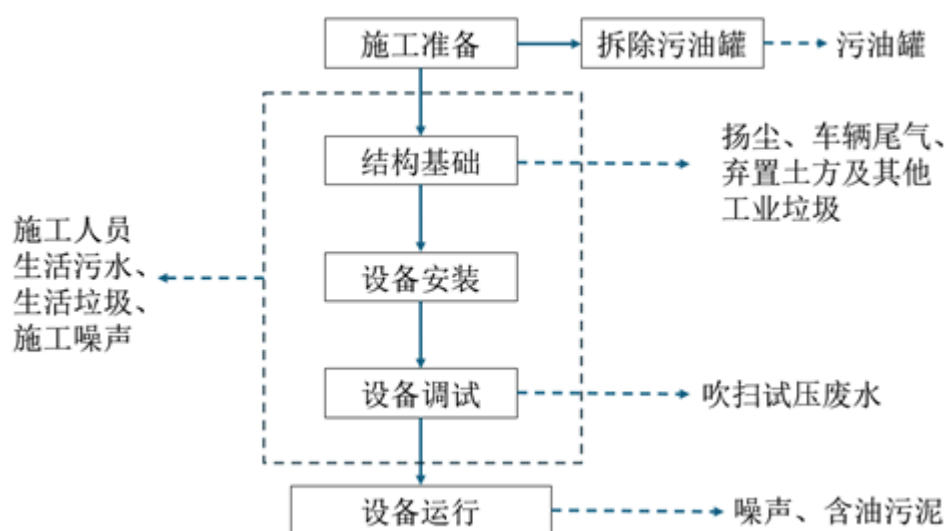 施工准备
拆除污油罐
污油罐
结构基础
扬尘、车辆尾气、
弃置土方及其他
工业垃圾
施工人员
生活污水、
生活垃圾、
施工噪声
设备安装
设备调试
吹扫试压废水
设备运行
噪声、含油污泥